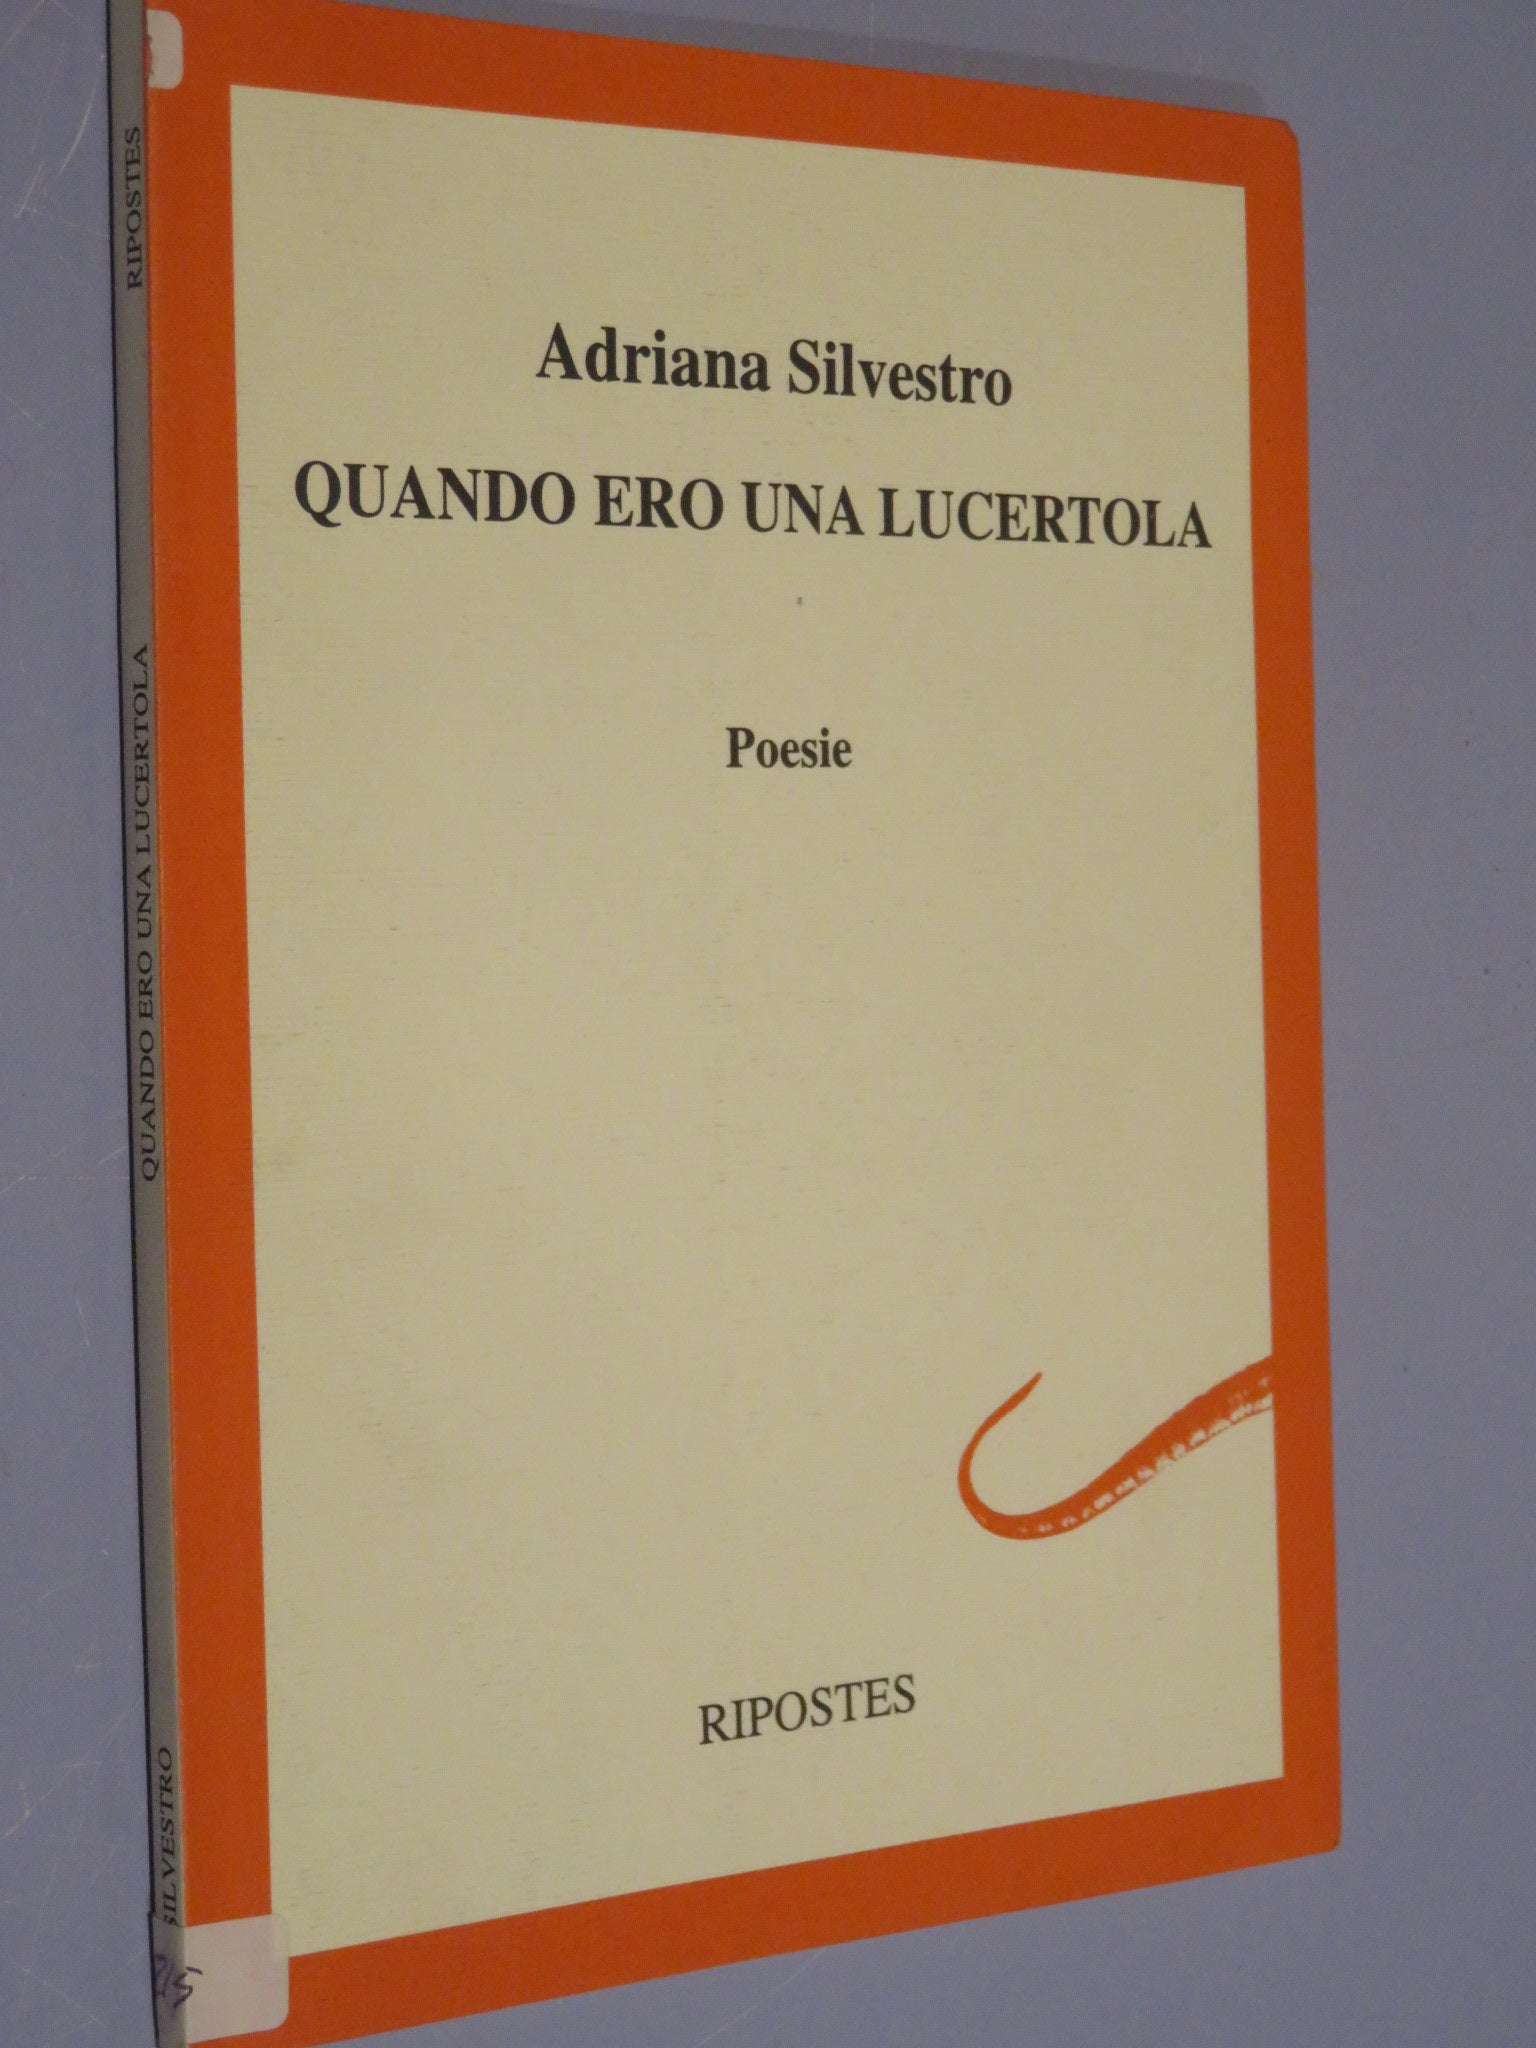 Adriana Silvestro
QUANDO ERO UNA LUCERTOLA
Poesie
RIPOSTES
SILVESTRO
QUANDO ERO UNA LUCERTOLA
RIPOSTES